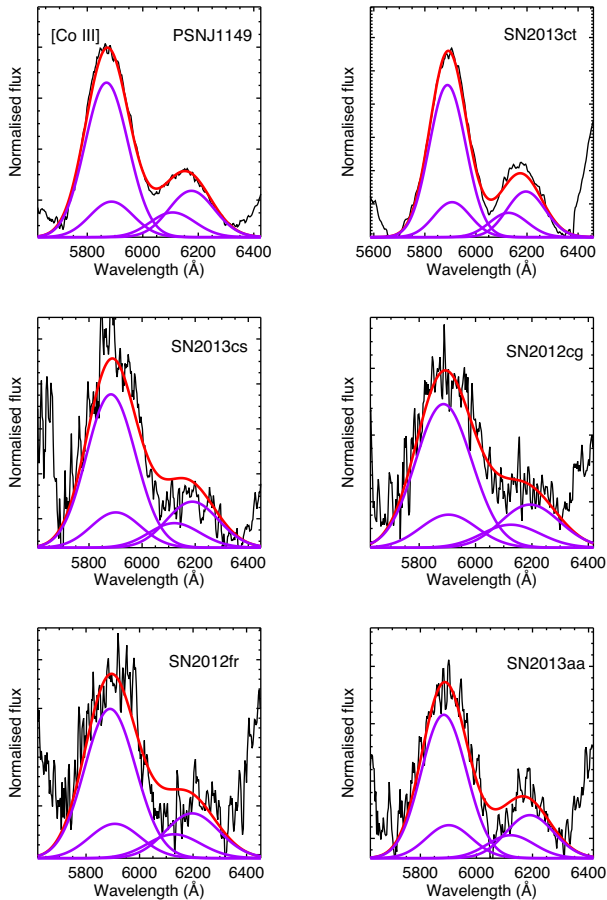 [Co III] PSNJ1149
Normalised flux
5800 6000 6200 6400
Wavelength (Å)
SN2013ct
Normalised flux
5600 5800 6000 6200 6400
Wavelength (Å)
SN2013cs
Normalised flux
5800 6000 6200 6400
Wavelength (Å)
SN2012cg
Normalised flux
5800 6000 6200 6400
Wavelength (Å)
SN2012fr
Normalised flux
5800 6000 6200 6400
Wavelength (Å)
SN2013aa
Normalised flux
5600 5800 6000 6200 6400
Wavelength (Å)